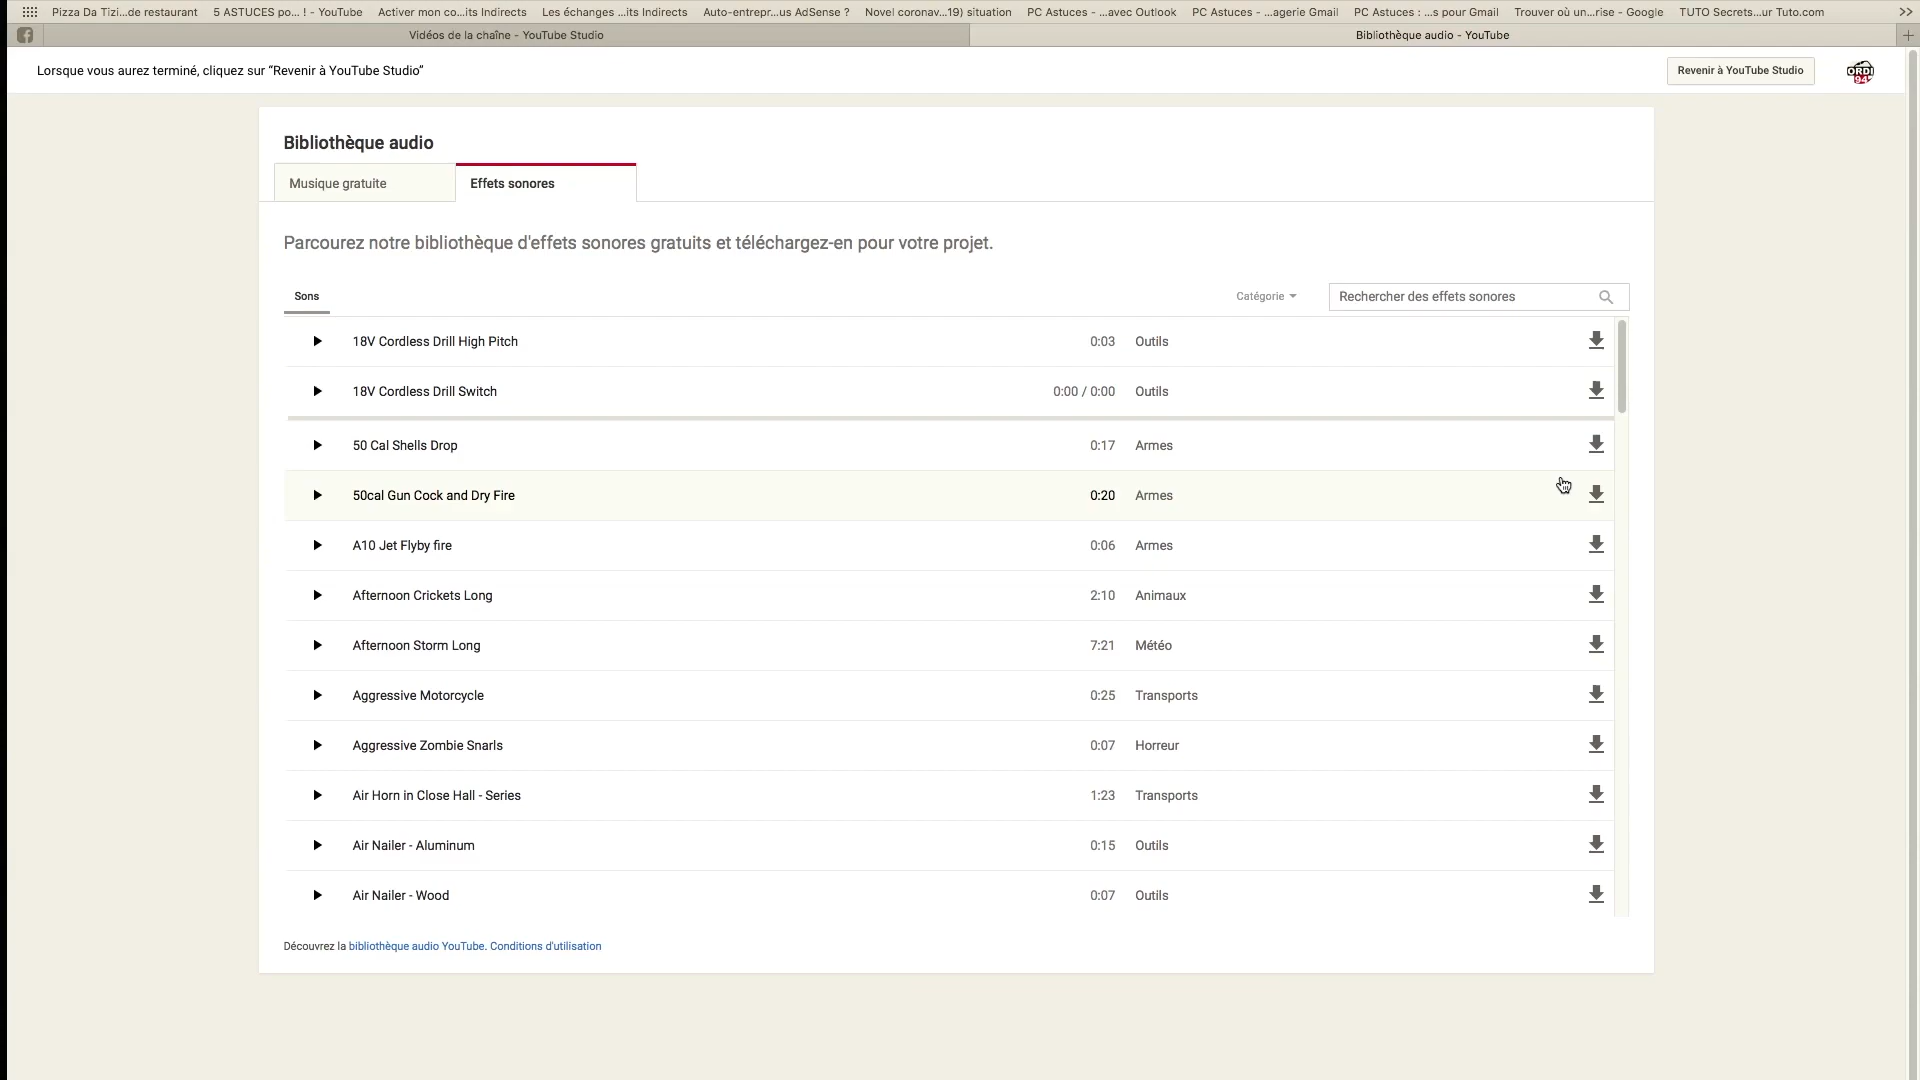 Pizza Da Tizi...de restaurant 5 ASTUCES po... ! - YouTube Activer mon co...its Indirects Les échanges ...its Indirects Auto-entrepr...us AdSense ? Novel coronav...19) situation PC Astuces - ...avec Outlook PC Astuces - ...agerie Gmail PC Astuces : ...s pour Gmail Trouver où un...rise - Google TUTO Secrets...ur Tuto.com
Vidéos de la chaîne - YouTube Studio Bibliothèque audio - YouTube
Lorsque vous aurez terminé, cliquez sur “Revenir à YouTube Studio” Revenir à YouTube Studio ORDI 94
Bibliothèque audio
Musique gratuite Effets sonores
Parcourez notre bibliothèque d'effets sonores gratuits et téléchargez-en pour votre projet.
Sons Catégorie Rechercher des effets sonores
18V Cordless Drill High Pitch 0:03 Outils
18V Cordless Drill Switch 0:00 / 0:00 Outils
50 Cal Shells Drop 0:17 Armes
50cal Gun Cock and Dry Fire 0:20 Armes
A10 Jet Flyby fire 0:06 Armes
Afternoon Crickets Long 2:10 Animaux
Afternoon Storm Long 7:21 Météo
Aggressive Motorcycle 0:25 Transports
Aggressive Zombie Snarls 0:07 Horreur
Air Horn in Close Hall - Series 1:23 Transports
Air Nailer - Aluminum 0:15 Outils
Air Nailer - Wood 0:07 Outils
Découvrez la bibliothèque audio YouTube. Conditions d'utilisation